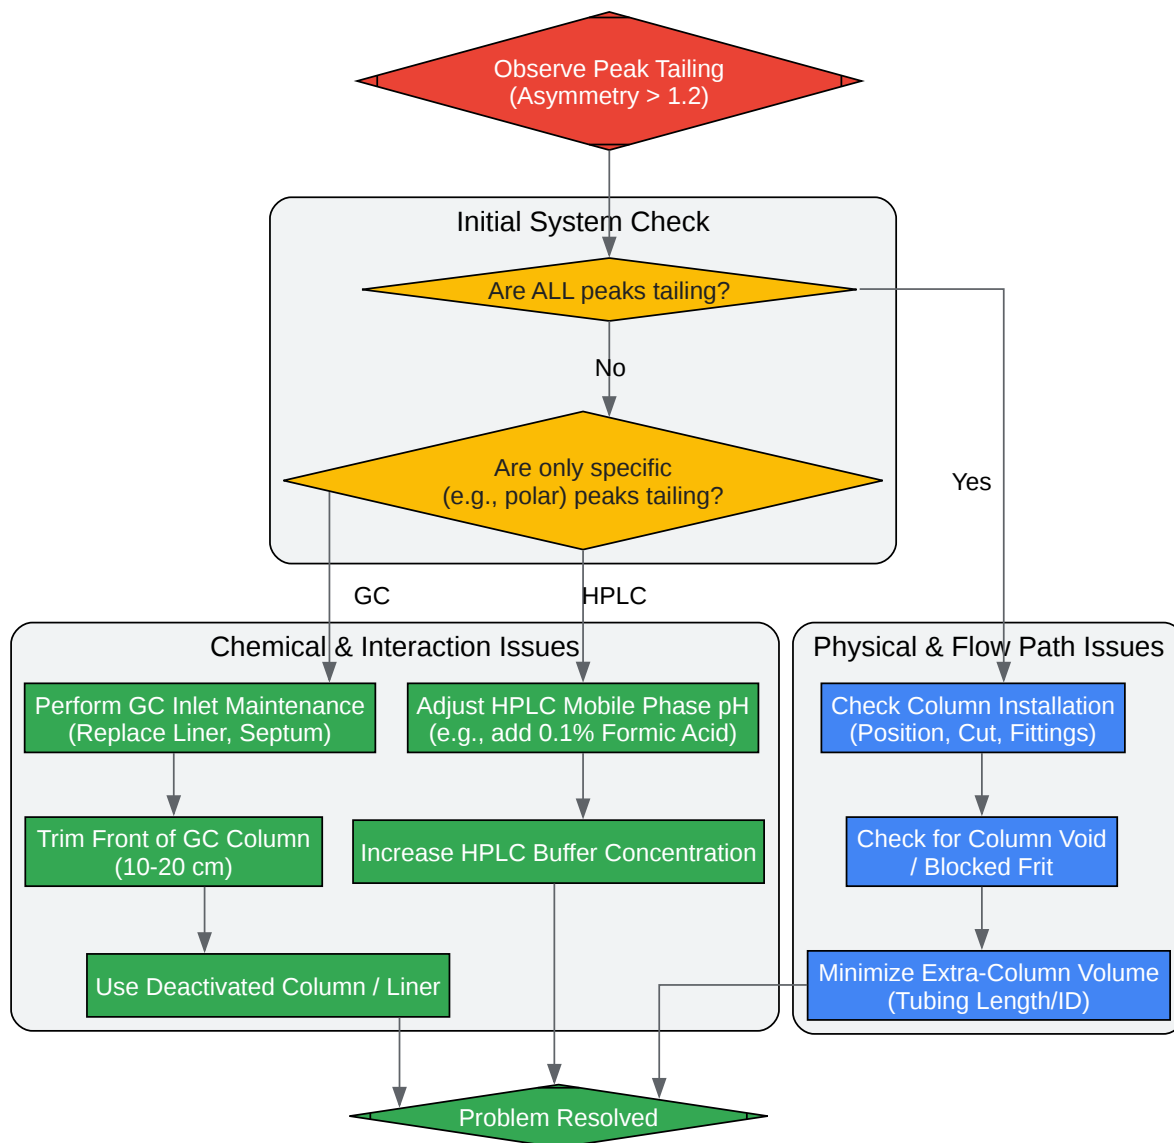 Observe Peak Tailing
(Asymmetry > 1.2)
Initial System Check
Are ALL peaks tailing?
No
Are only specific
(e.g., polar) peaks tailing?
Yes
GC
HPLC
Chemical & Interaction Issues
Perform GC Inlet Maintenance
(Replace Liner, Septum)
Adjust HPLC Mobile Phase pH
(e.g., add 0.1% Formic Acid)
Trim Front of GC Column
(10-20 cm)
Increase HPLC Buffer Concentration
Use Deactivated Column / Liner
Physical & Flow Path Issues
Check Column Installation
(Position, Cut, Fittings)
Check for Column Void
/ Blocked Frit
Minimize Extra-Column Volume
(Tubing Length/ID)
Problem Resolved